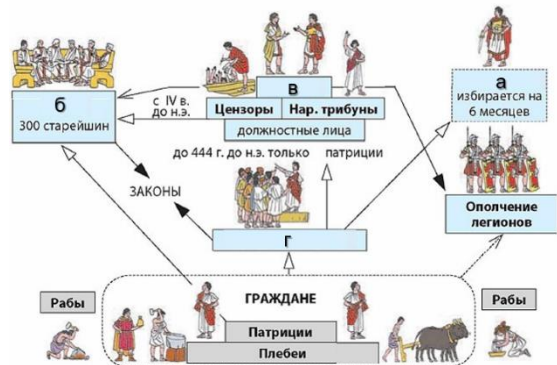 б
300 старейшин
с IV в.
до н.э.
в
Цензоры
Нар. трибуны
должностные лица
а
избирается на
6 месяцев
до 444 г. до н.э. только патриции
ЗАКОНЫ
Ополчение
легионов
г
ГРАЖДАНЕ
Рабы
Рабы
Патриции
Плебеи